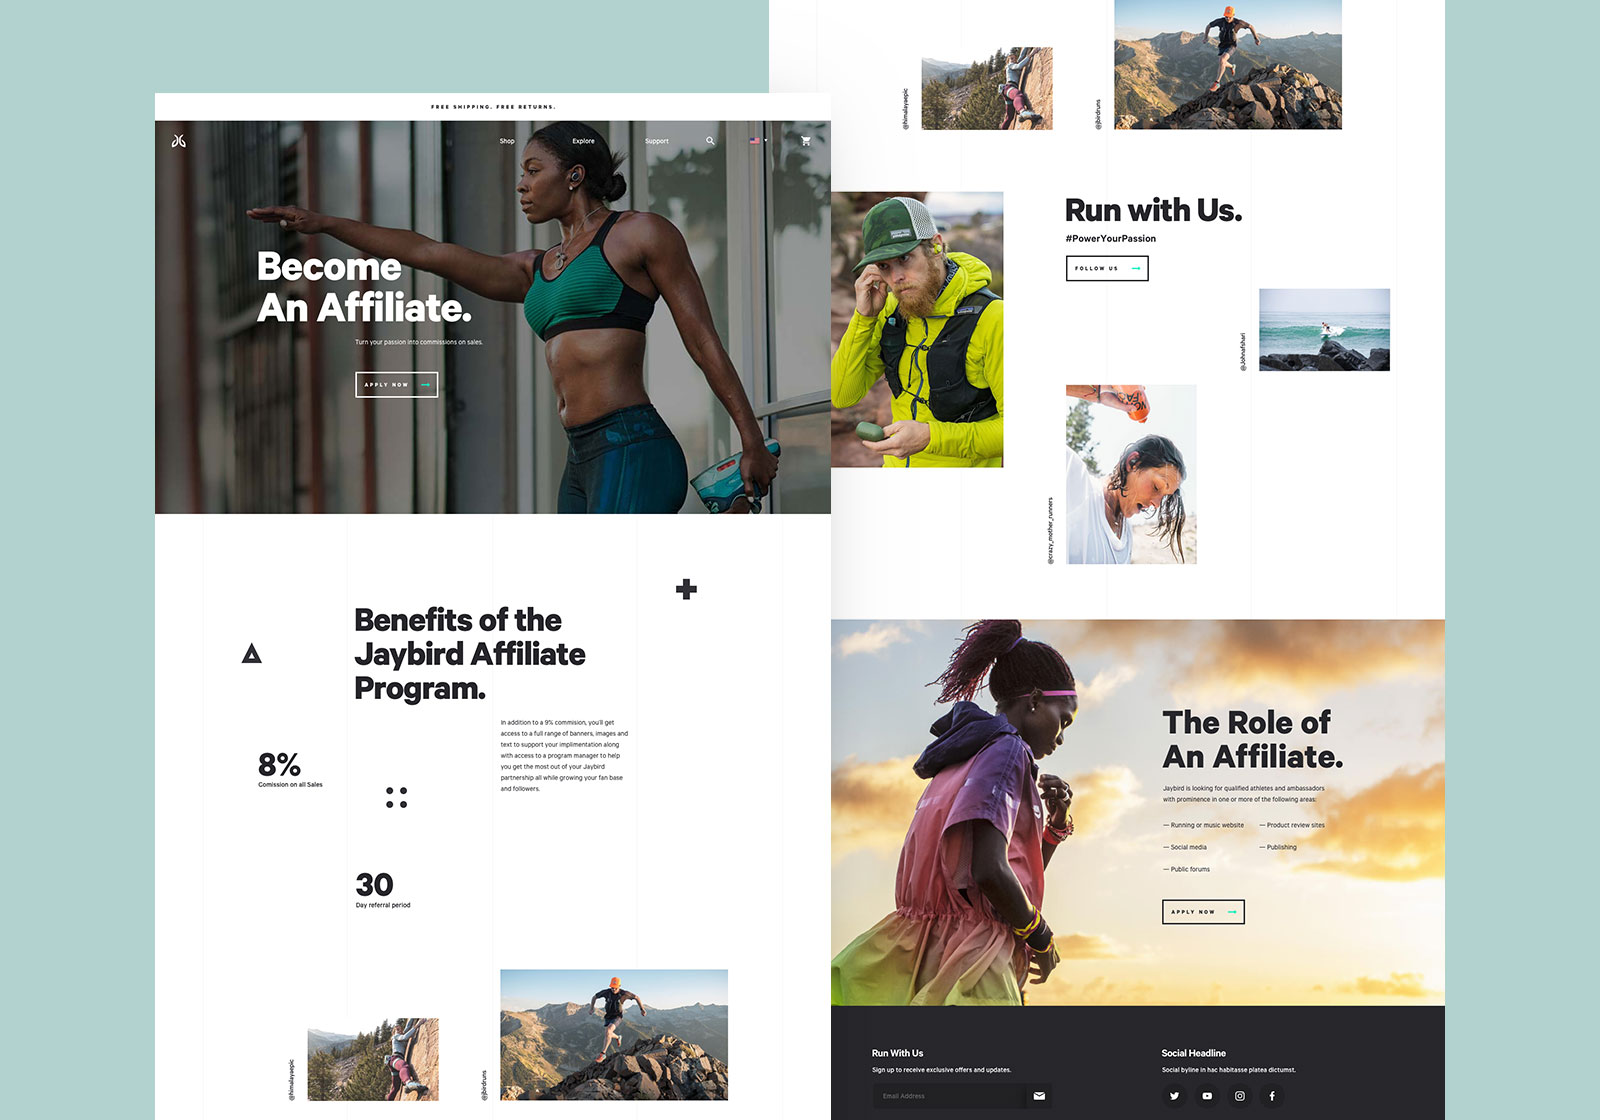 FREE SHIPPING. FREE RETURNS.
Shop
Explore
Support
Become
An Affiliate.
Turn your passion into commissions on sales.
APPLY NOW
Benefits of the
Jaybird Affiliate
Program.
In addition to a 9% commision, you'll get
access to a full range of banners, images and
text to support your implimentation along
with access to a program manager to help
you get the most out of your Jaybird
partnership all while growing your fan base
and followers.
8%
Comission on all Sales
30
Day referral period
@himalayaepic
@jbirdruns
@himalayaepic
@jbirdruns
Run with Us.
#PowerYourPassion
FOLLOW US
@Johnafshari
@crazy_mother_runners
The Role of
An Affiliate.
Jaybird is looking for qualified athletes and ambassadors
with prominence in one or more of the following areas:
— Running or music website
— Product review sites
— Social media
— Publishing
— Public forums
APPLY NOW
Run With Us
Sign up to receive exclusive offers and updates.
Email Address
Social Headline
Social byline in hac habitasse platea dictumst.